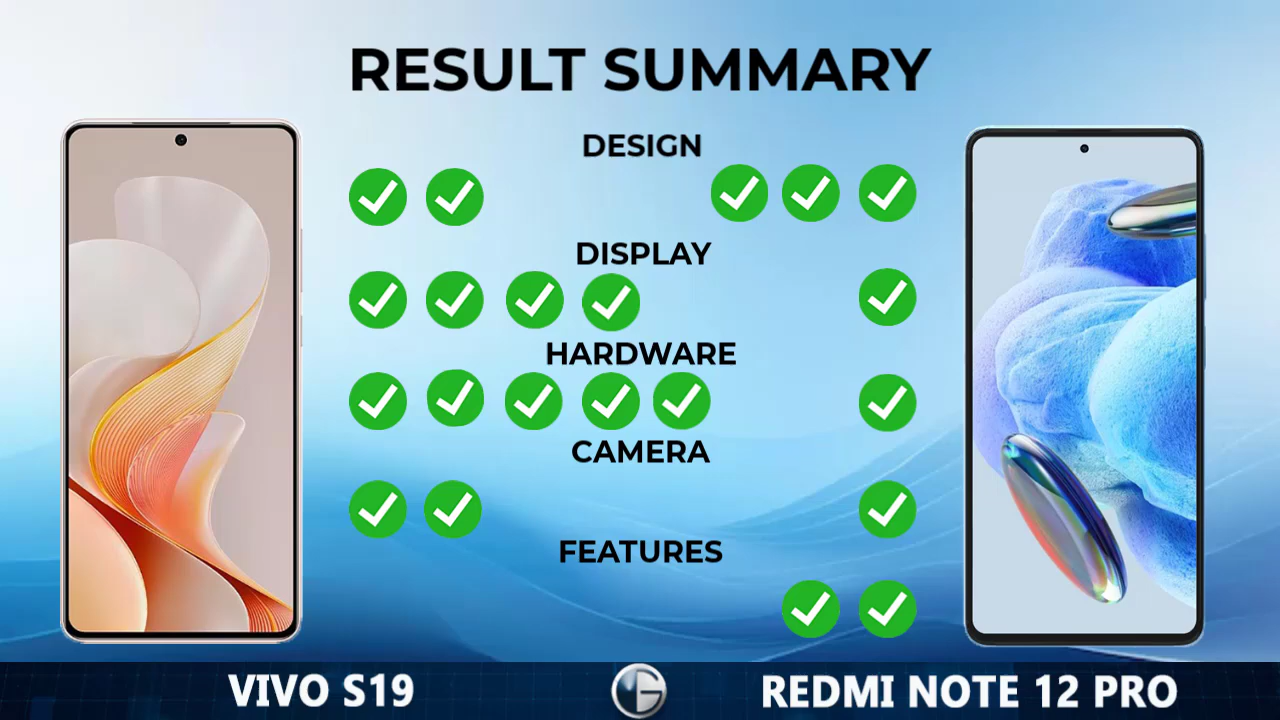 RESULT SUMMARY
DESIGN
DISPLAY
HARDWARE
CAMERA
FEATURES
VIVO S19
REDMI NOTE 12 PRO